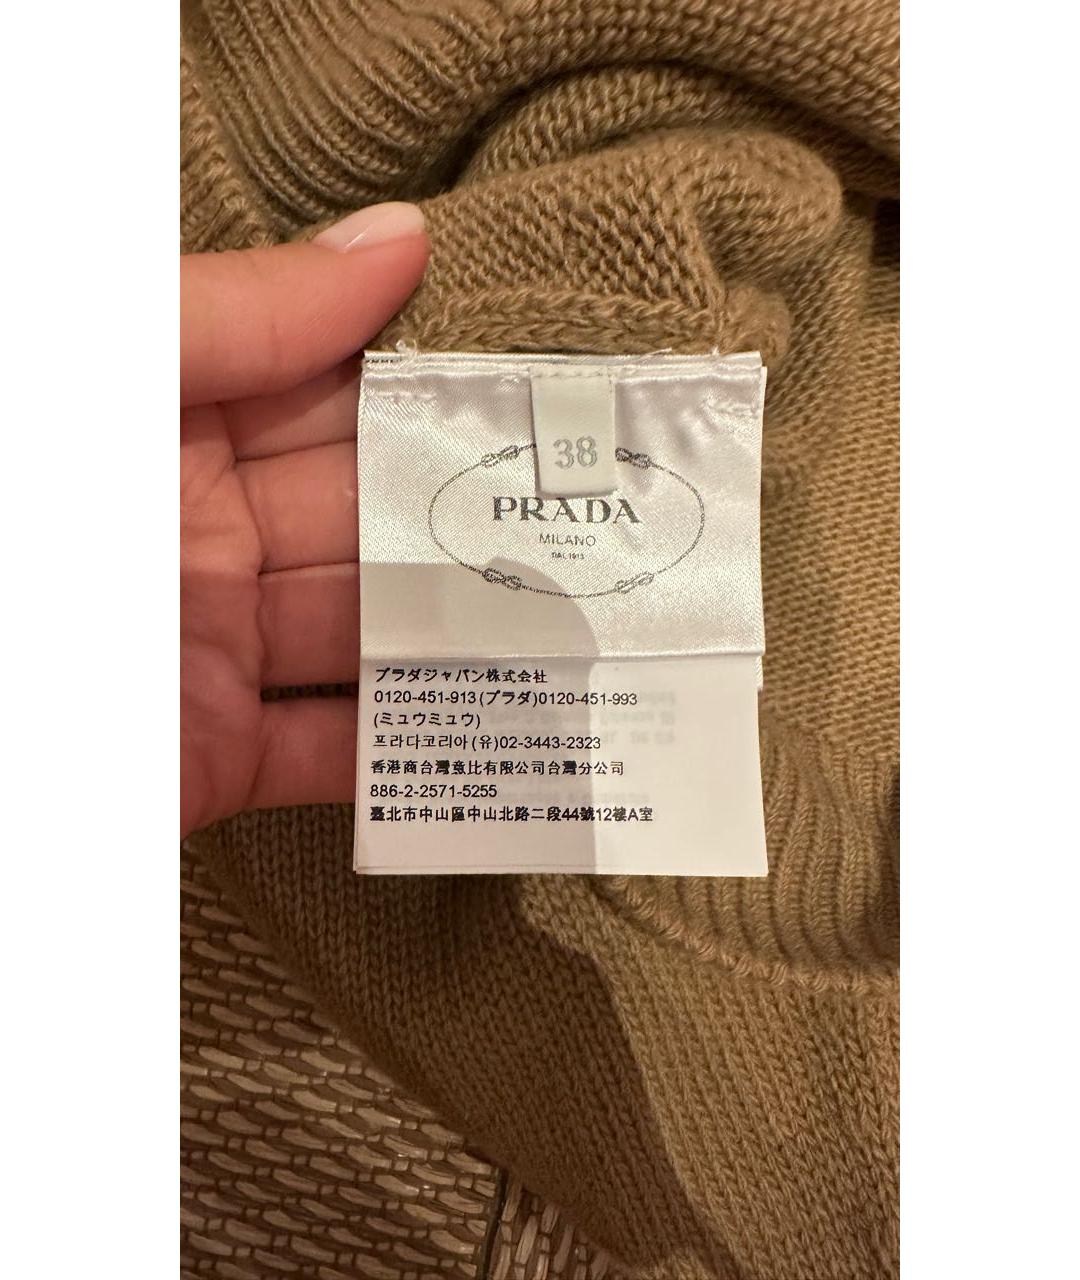 38
PRADA
MILANO
DAL 1913
プラダジャパン株式会社
0120-451-913(プラダ)0120-451-993
(ミュウミュウ)
프라다코리아(유)02-3443-2323
香港商台灣意比有限公司台灣分公司
886-2-2571-5255
臺北市中山區中山北路二段44號12樓A室